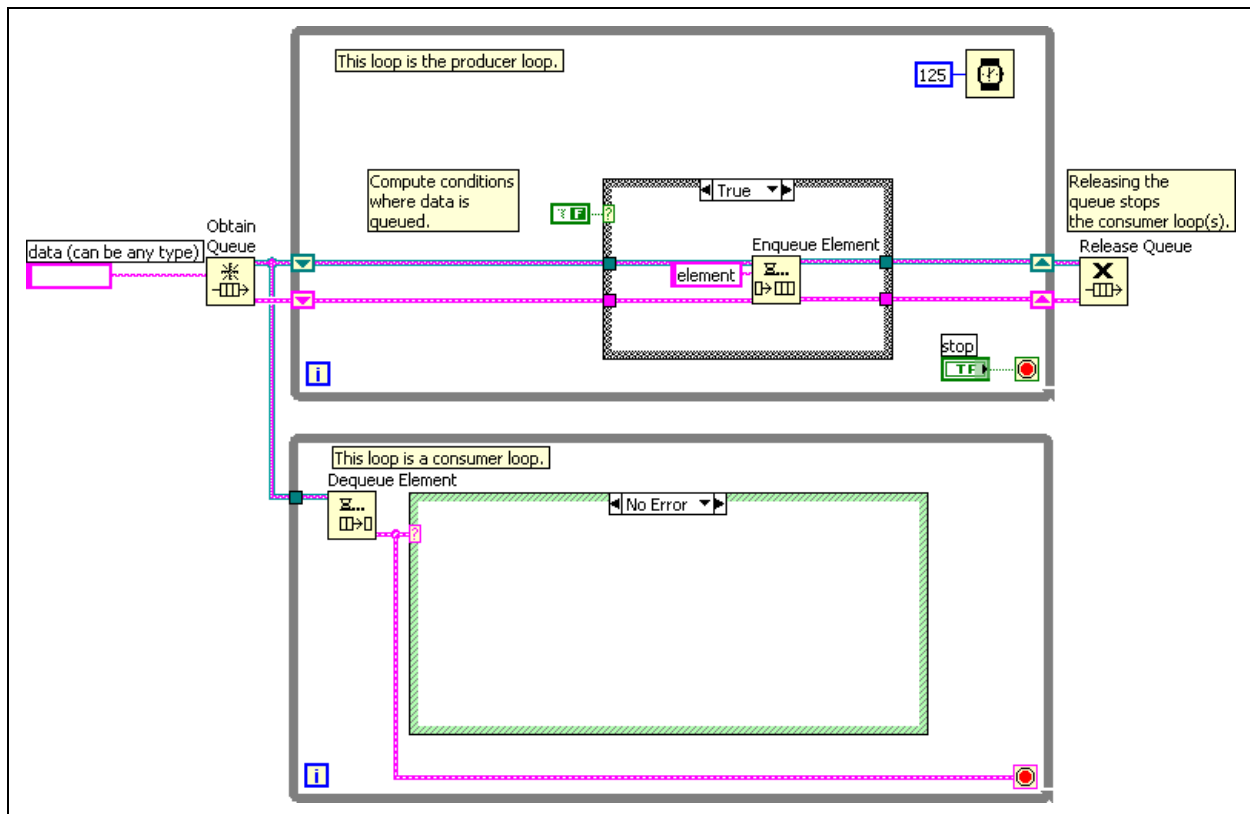 This loop is the producer loop.
125
Compute conditions
where data is
queued.
True
?
F
Releasing the
queue stops
the consumer loop(s).
Obtain
Queue
data (can be any type)
Enqueue Element
element
Release Queue
stop
TF
i
This loop is a consumer loop.
Dequeue Element
No Error
?
i